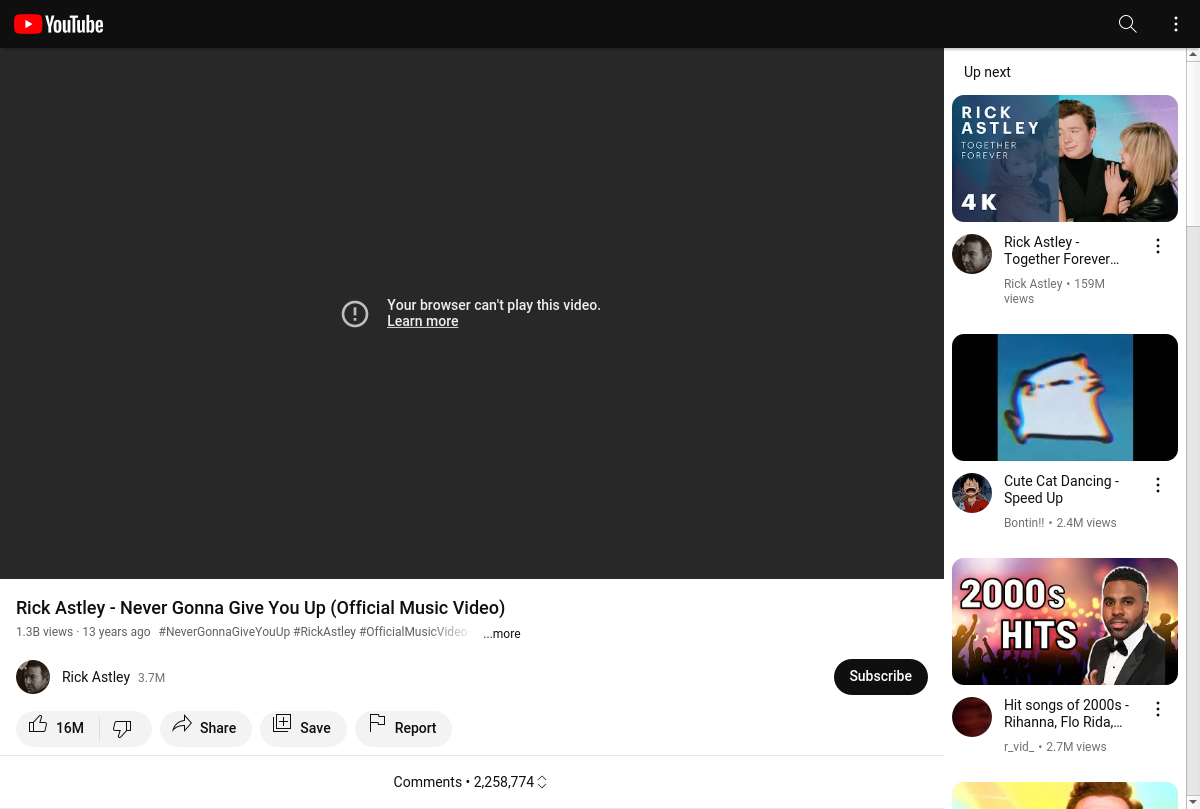 YouTube
Your browser can't play this video.
Learn more
Rick Astley - Never Gonna Give You Up (Official Music Video)
1.3B views · 13 years ago #NeverGonnaGiveYouUp #RickAstley #OfficialMusicVideo ...more
Rick Astley 3.7M
Subscribe
16M
Share
Save
Report
Comments • 2,258,774
Up next
RICK
ASTLEY
TOGETHER
FOREVER
4K
Rick Astley -
Together Forever...
Rick Astley • 159M
views
Cute Cat Dancing -
Speed Up
Bontin!! • 2.4M views
2000s
HITS
Hit songs of 2000s -
Rihanna, Flo Rida,...
r_vid_ • 2.7M views